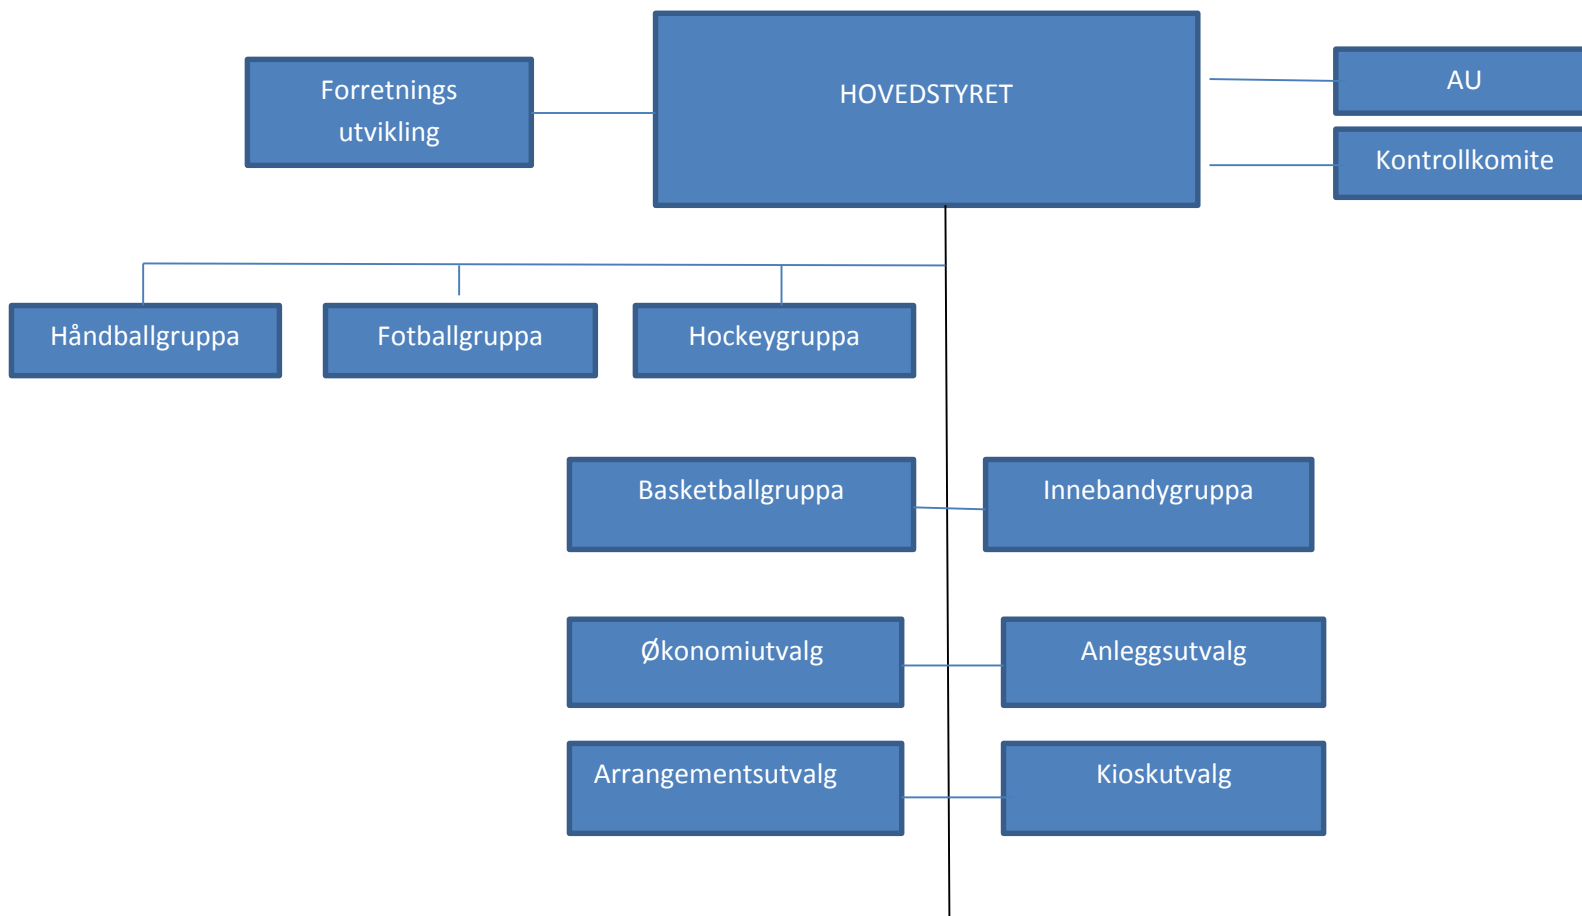 HOVEDSTYRET
Forretnings
utvikling
AU
Kontrollkomite
Håndballgruppa
Fotballgruppa
Hockeygruppa
Basketballgruppa
Innebandygruppa
Økonomiutvalg
Anleggsutvalg
Arrangementsutvalg
Kioskutvalg